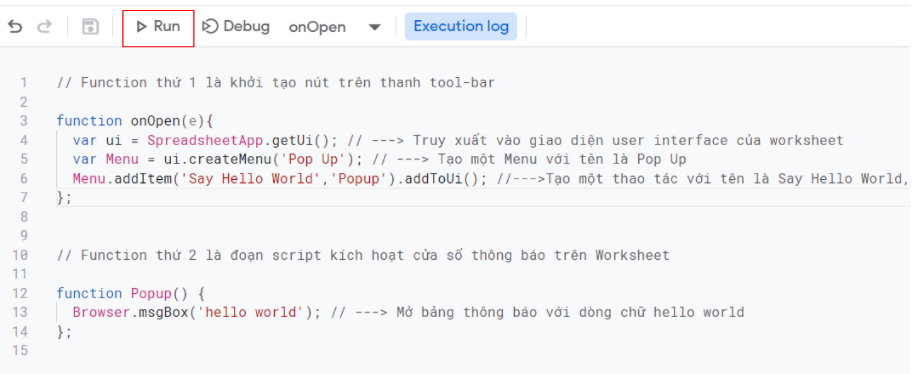 Run Debug onOpen Execution log
1 // Function thứ 1 là khởi tạo nút trên thanh tool-bar
2
3 function onOpen(e){
4 var ui = SpreadsheetApp.getUi(); // ---> Truy xuất vào giao diện user interface của worksheet
5 var Menu = ui.createMenu('Pop Up'); // ---> Tạo một Menu với tên là Pop Up
6 Menu.addItem('Say Hello World','Popup').addToUi(); //--->Tạo một thao tác với tên là Say Hello World,
7 };
8
9
10 // Function thứ 2 là đoạn script kích hoạt cửa sổ thông báo trên Worksheet
11
12 function Popup() {
13 Browser.msgBox('hello world'); // ---> Mở bảng thông báo với dòng chữ hello world
14 };
15